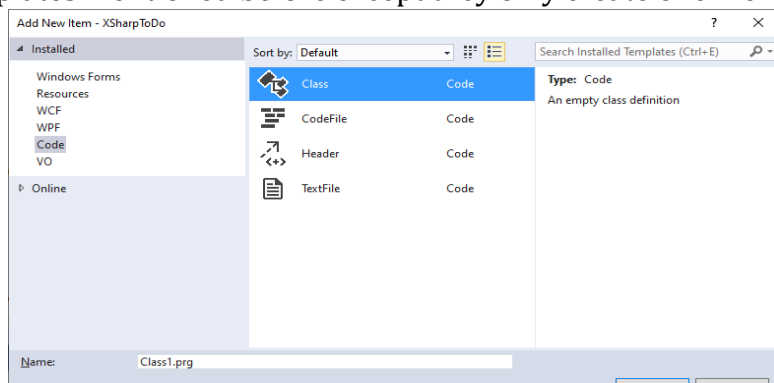 Add New Item - XSharpToDo
? ×
Installed
Sort by: Default
Search Installed Templates (Ctrl+E)
Windows Forms
Resources
WCF
WPF
Code
VO
Online
Class Code
CodeFile Code
Header Code
TextFile Code
Type: Code
An empty class definition
Name: Class1.prg